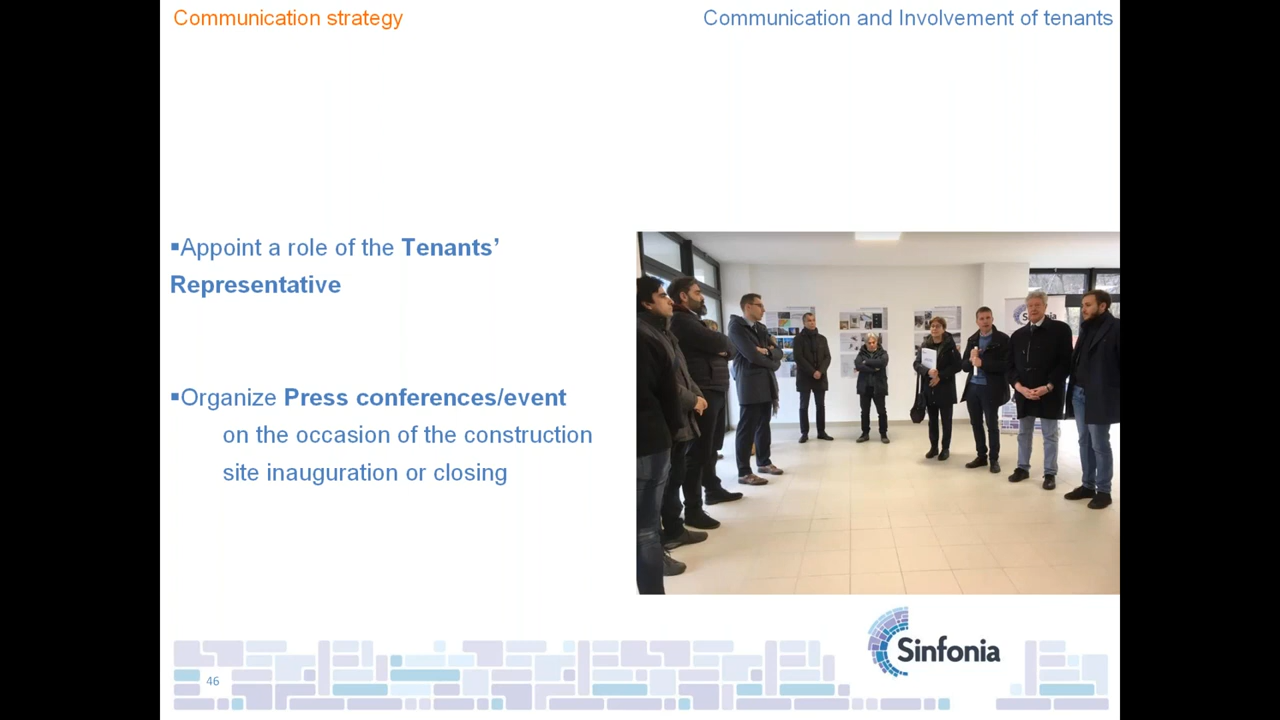 Communication strategy
Communication and Involvement of tenants
▪Appoint a role of the Tenants’
Representative
▪Organize Press conferences/event
on the occasion of the construction
site inauguration or closing
Sinfonia
Sinfonia
46